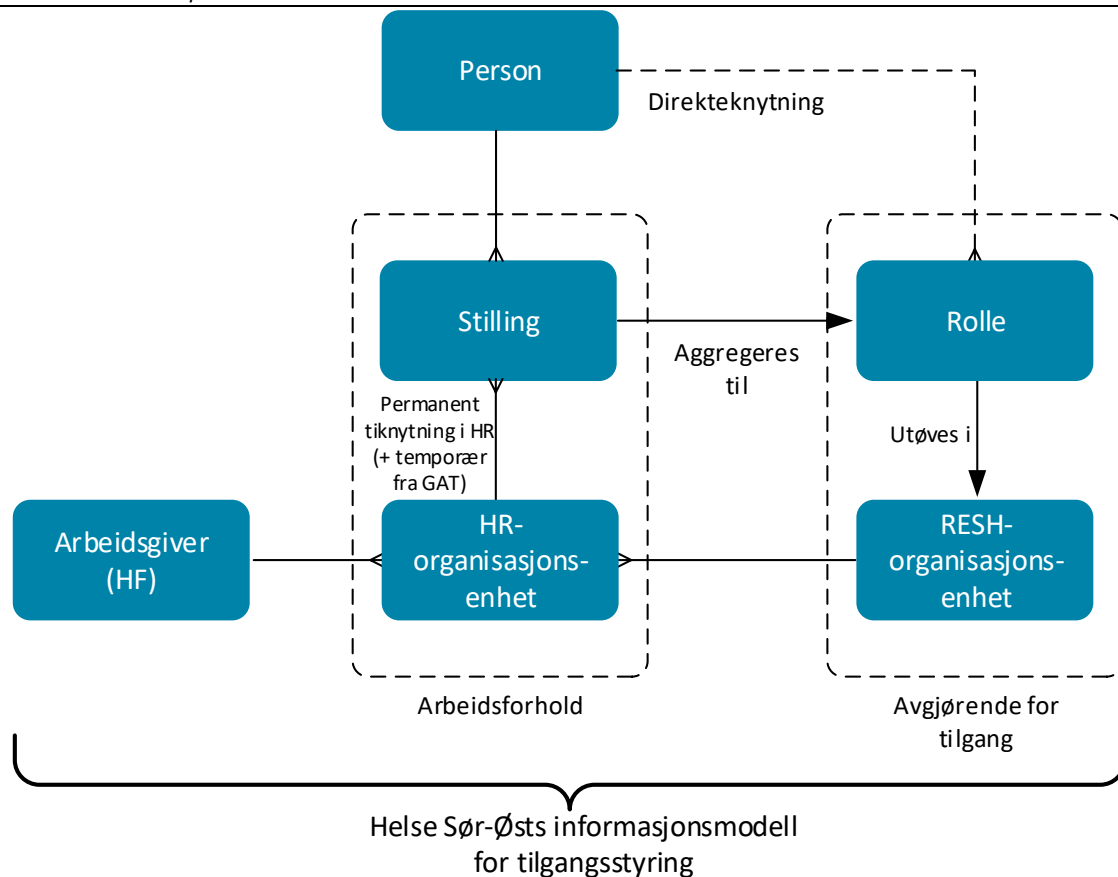 Person
Direkteknytning
Stilling
Rolle
Aggregeres
til
Permanent
tiknytning i HR
(+ temporær
fra GAT)
Utøves i
Arbeidsgiver
(HF)
HR-
organisasjons-
enhet
RESH-
organisasjons-
enhet
Arbeidsforhold
Avgjørende for
tilgang
Helse Sør-Østs informasjonsmodell
for tilgangsstyring